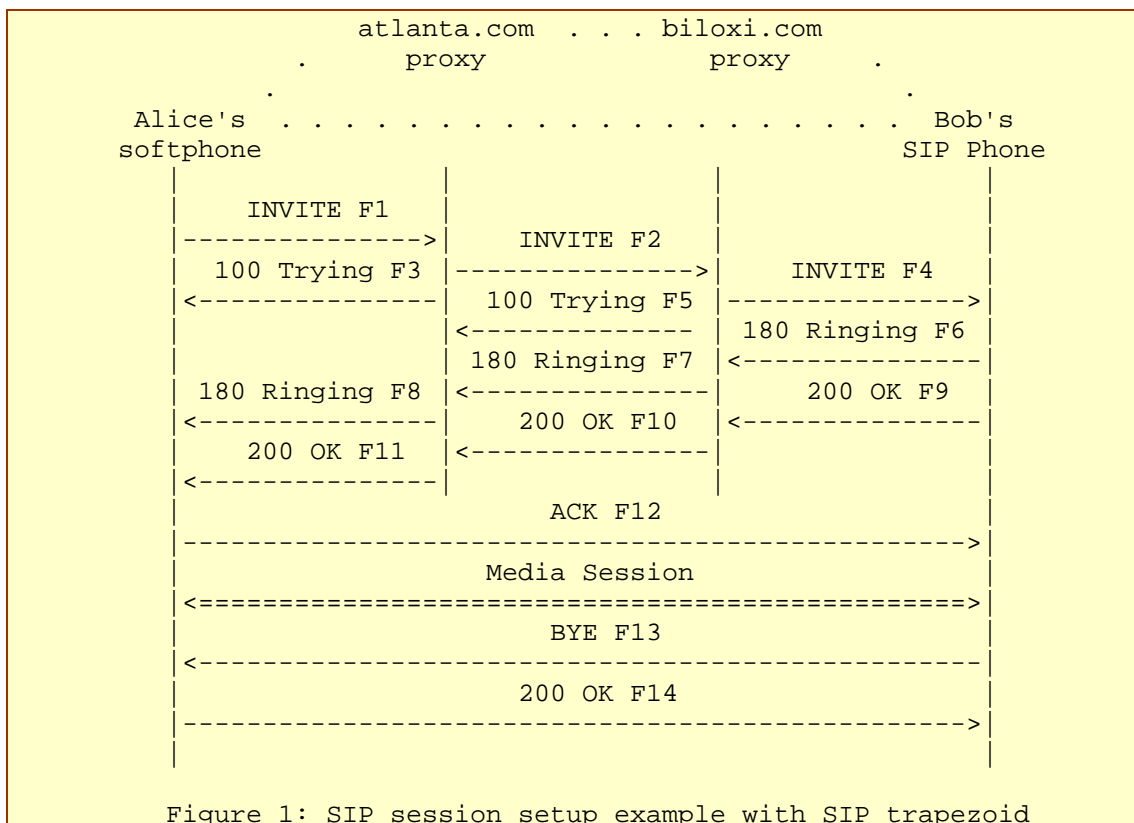 atlanta.com . . . biloxi.com
. proxy proxy .
. .
Alice's . . . . . . . . . . . . . . . . . . . . Bob's
softphone SIP Phone
| | | |
| INVITE F1 | | |
|--------------->| INVITE F2 | |
| 100 Trying F3 |--------------->| INVITE F4 |
|<---------------| 100 Trying F5 |--------------->|
| |<-------------- | 180 Ringing F6 |
| | 180 Ringing F7 |<---------------|
| 180 Ringing F8 |<---------------| 200 OK F9 |
|<---------------| 200 OK F10 |<---------------|
| 200 OK F11 |<---------------| |
|<---------------| | |
| ACK F12 |
|------------------------------------------------->|
| Media Session |
|<================================================>|
| BYE F13 |
|<-------------------------------------------------|
| 200 OK F14 |
|------------------------------------------------->|
| |
Figure 1: SIP session setup example with SIP trapezoid